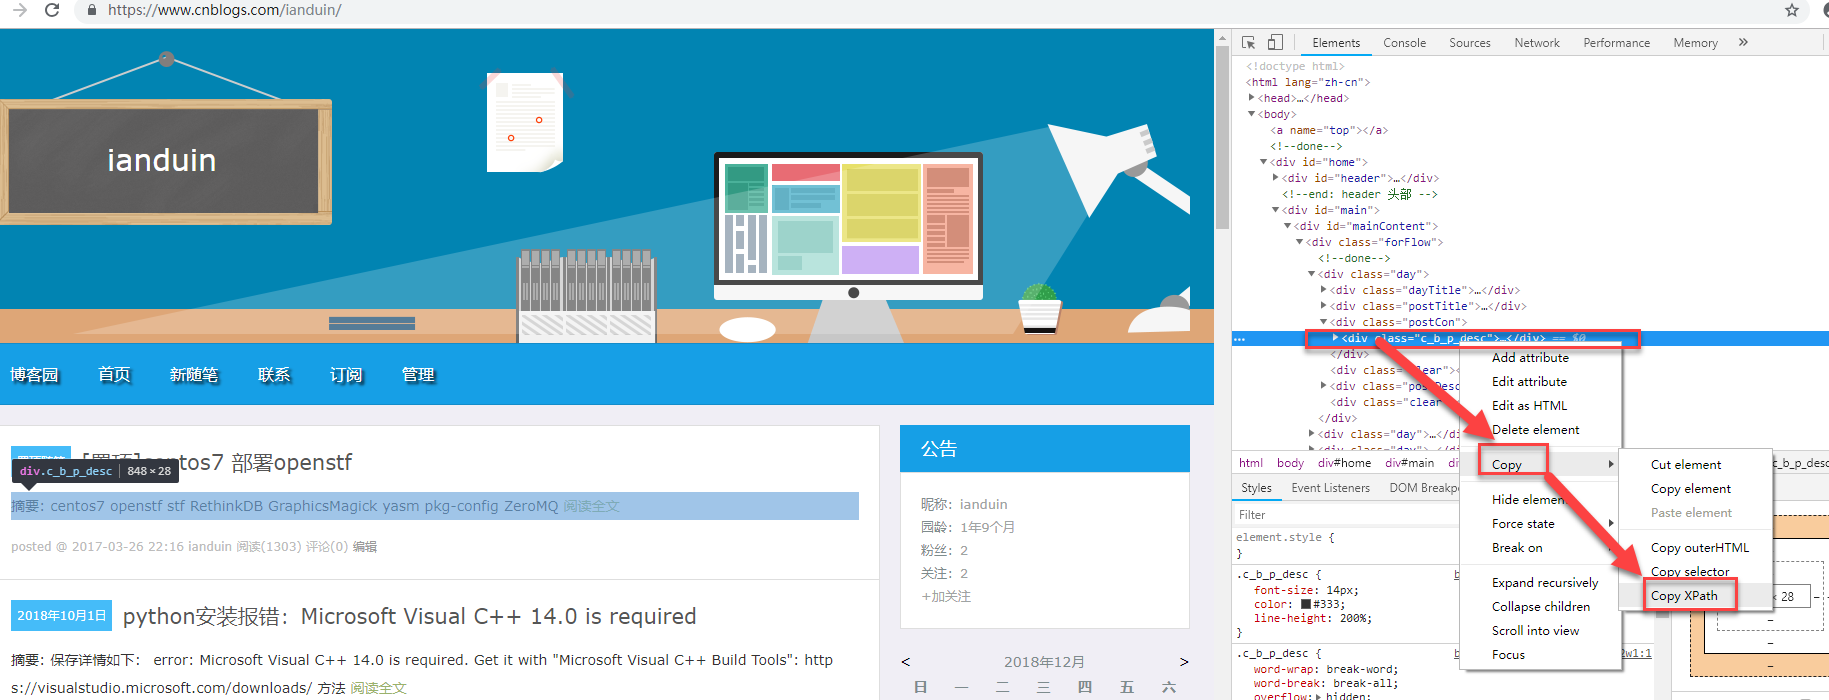 https://www.cnblogs.com/ianduin/
ianduin
博客园 首页 新随笔 联系 订阅 管理
centos7 部署openstf
div.c_b_p_desc 848×28
摘要: centos7 openstf stf RethinkDB GraphicsMagick yasm pkg-config ZeroMQ 阅读全文
posted @ 2017-03-26 22:16 ianduin 阅读(1303) 评论(0) 编辑
2018年10月1日 python安装报错：Microsoft Visual C++ 14.0 is required
摘要: 保存详情如下： error: Microsoft Visual C++ 14.0 is required. Get it with "Microsoft Visual C++ Build Tools": http
s://visualstudio.microsoft.com/downloads/ 方法 阅读全文
公告
昵称：ianduin
园龄：1年9个月
粉丝：2
关注：2
+加关注
< 2018年12月 >
日 一 二 三 四 五 六
Elements Console Sources Network Performance Memory »
<!doctype html>
<html lang="zh-cn">
<head>…</head>
<body>
<a name="top"></a>
<!--done-->
<div id="home">
<div id="header">…</div>
<!--end: header 头部 -->
<div id="main">
<div id="mainContent">
<div class="forFlow">
<!--done-->
<div class="day">
<div class="dayTitle">…</div>
<div class="postTitle">…</div>
<div class="postCon">
<div class="c_b_p_desc">…</div> == $0
</div>
<div class="clear"><
<div class="pos
<div class="clear
</div>
<div class="day">…</di
<div class="day">…</di
html body div#home div#main di c_b_p_desc
Styles Event Listeners DOM Breakp
Filter
element.style {
}
.c_b_p_desc {
font-size: 14px;
color: #333;
line-height: 200%;
}
.c_b_p_desc {
word-wrap: break-word;
word-break: break-all;
overflow: hidden;
Add attribute
Edit attribute
Edit as HTML
Delete element
Copy
Hide elemen
Force state
Break on
Expand recursively
Collapse children
Scroll into view
Focus
Cut element
Copy element
Paste element
Copy outerHTML
Copy selector
Copy XPath
× 28
2w1:1